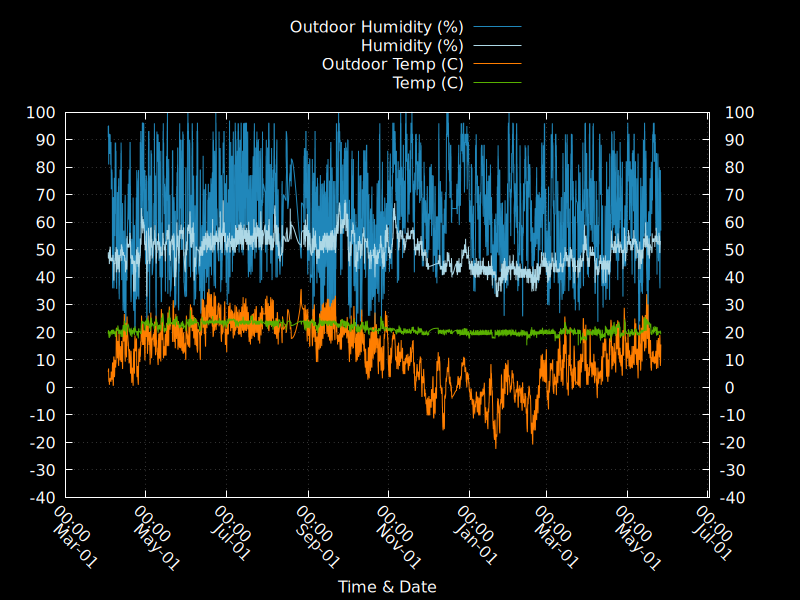 Outdoor Humidity (%)
Humidity (%)
Outdoor Temp (C)
Temp (C)
100 100
90 90
80 80
70 70
60 60
50 50
40 40
30 30
20 20
10 10
0 0
-10 -10
-20 -20
-30 -30
-40 -40
00:00 00:00 00:00 00:00 00:00 00:00 00:00 00:00 00:00
Mar-01 May-01 Jul-01 Sep-01 Nov-01 Jan-01 Mar-01 May-01 Jul-01
Time & Date